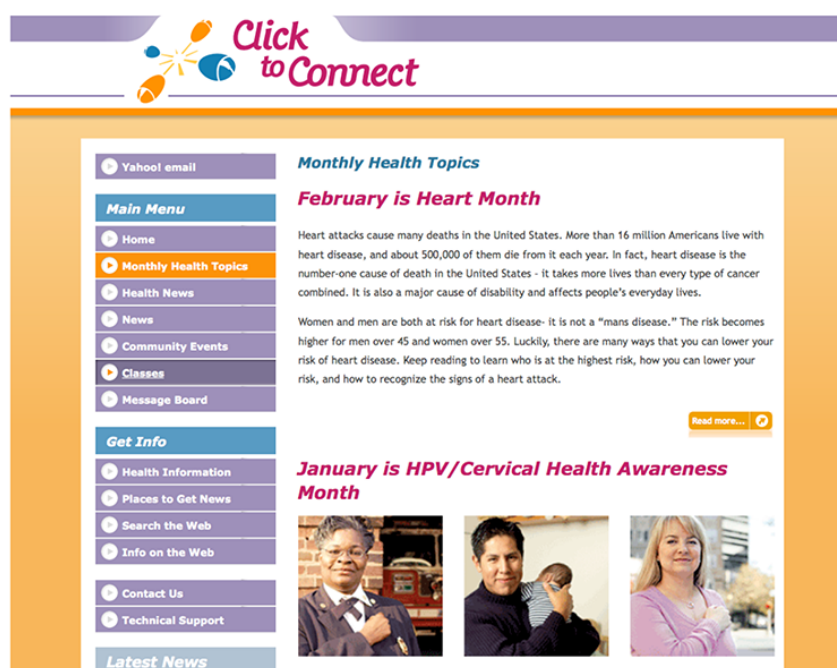 Click
to Connect
Yahool email
Main Menu
Home
Monthly Health Topics
Health News
News
Community Events
Classes
Message Board
Get Info
Health Information
Places to Get News
Search the Web
Info on the Web
Contact Us
Technical Support
Latest News
Monthly Health Topics
February is Heart Month
Heart attacks cause many deaths in the United States. More than 16 million Americans live with
heart disease, and about 500,000 of them die from it each year. In fact, heart disease is the
number-one cause of death in the United States - it takes more lives than every type of cancer
combined. It is also a major cause of disability and affects people's everyday lives.
Women and men are both at risk for heart disease- it is not a “mans disease.” The risk becomes
higher for men over 45 and women over 55. Luckily, there are many ways that you can lower your
risk of heart disease. Keep reading to learn who is at the highest risk, how you can lower your
risk, and how to recognize the signs of a heart attack.
Read more...
January is HPV/Cervical Health Awareness
Month